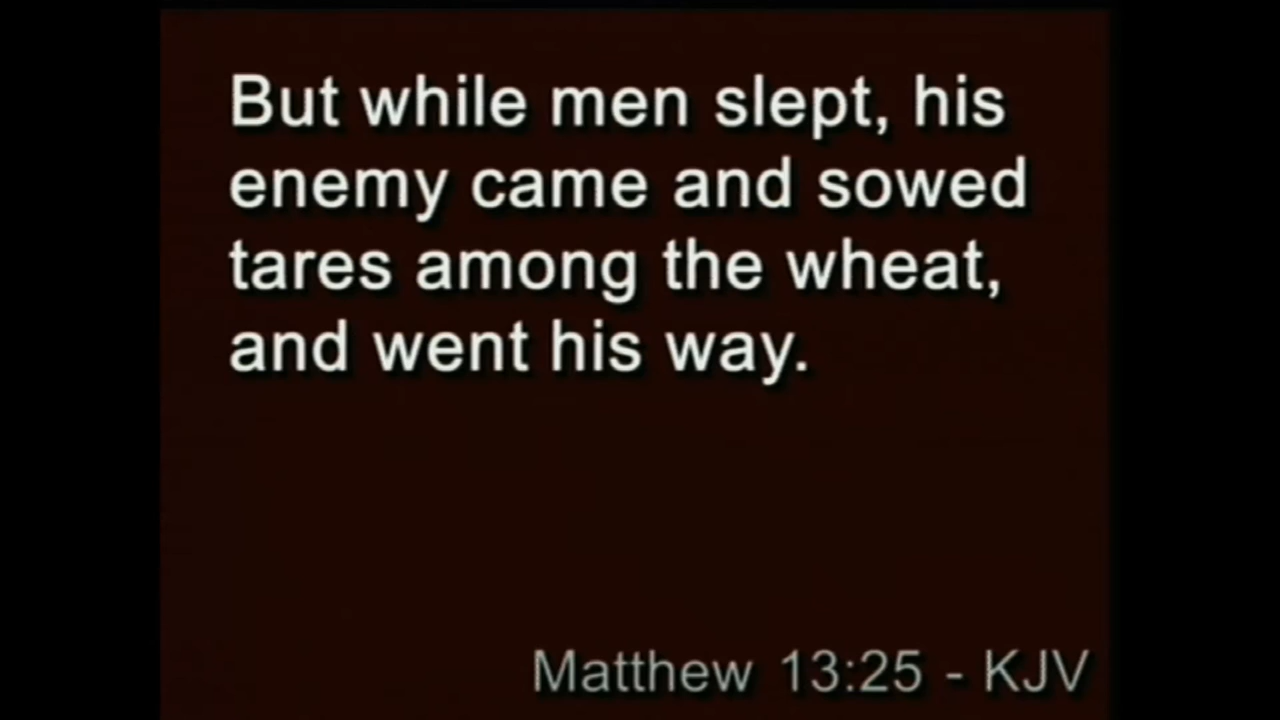 But while men slept, his
enemy came and sowed
tares among the wheat,
and went his way.
Matthew 13:25 - KJV